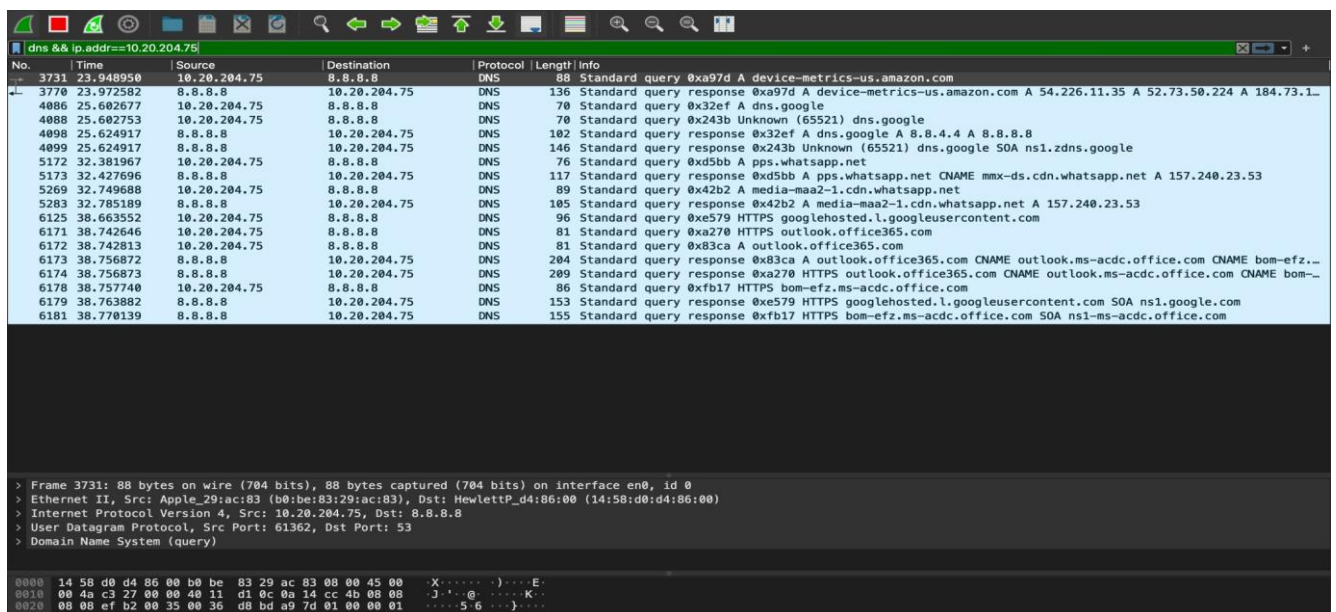 dns && ip.addr==10.20.204.75
No. Time Source Destination Protocol Length Info
3731 23.948950 10.20.204.75 8.8.8.8 DNS 88 Standard query 0xa97d A device-metrics-us.amazon.com
3770 23.972582 8.8.8.8 10.20.204.75 DNS 136 Standard query response 0xa97d A device-metrics-us.amazon.com A 54.226.11.35 A 52.73.50.224 A 184.73.1…
4086 25.602677 10.20.204.75 8.8.8.8 DNS 70 Standard query 0x32ef A dns.google
4088 25.602753 10.20.204.75 8.8.8.8 DNS 70 Standard query 0x243b Unknown (65521) dns.google
4098 25.624917 8.8.8.8 10.20.204.75 DNS 102 Standard query response 0x32ef A dns.google A 8.8.4.4 A 8.8.8.8
4099 25.624917 8.8.8.8 10.20.204.75 DNS 146 Standard query response 0x243b Unknown (65521) dns.google SOA ns1.zdns.google
5172 32.381967 10.20.204.75 8.8.8.8 DNS 76 Standard query 0xd5bb A pps.whatsapp.net
5173 32.427696 8.8.8.8 10.20.204.75 DNS 117 Standard query response 0xd5bb A pps.whatsapp.net CNAME mmx-ds.cdn.whatsapp.net A 157.240.23.53
5269 32.749688 10.20.204.75 8.8.8.8 DNS 89 Standard query 0x42b2 A media-maa2-1.cdn.whatsapp.net
5283 32.785189 8.8.8.8 10.20.204.75 DNS 105 Standard query response 0x42b2 A media-maa2-1.cdn.whatsapp.net A 157.240.23.53
6125 38.663552 10.20.204.75 8.8.8.8 DNS 96 Standard query 0xe579 HTTPS googlehosted.l.googleusercontent.com
6171 38.742646 10.20.204.75 8.8.8.8 DNS 81 Standard query 0xa270 HTTPS outlook.office365.com
6172 38.742813 10.20.204.75 8.8.8.8 DNS 81 Standard query 0x83ca A outlook.office365.com
6173 38.756872 8.8.8.8 10.20.204.75 DNS 204 Standard query response 0x83ca A outlook.office365.com CNAME outlook.ms-acdc.office.com CNAME bom-efz.…
6174 38.756873 8.8.8.8 10.20.204.75 DNS 209 Standard query response 0xa270 HTTPS outlook.office365.com CNAME outlook.ms-acdc.office.com CNAME bom-…
6178 38.757740 10.20.204.75 8.8.8.8 DNS 86 Standard query 0xfb17 HTTPS bom-efz.ms-acdc.office.com
6179 38.763882 8.8.8.8 10.20.204.75 DNS 153 Standard query response 0xe579 HTTPS googlehosted.l.googleusercontent.com SOA ns1.google.com
6181 38.770139 8.8.8.8 10.20.204.75 DNS 155 Standard query response 0xfb17 HTTPS bom-efz.ms-acdc.office.com SOA ns1-ms-acdc.office.com
> Frame 3731: 88 bytes on wire (704 bits), 88 bytes captured (704 bits) on interface en0, id 0
> Ethernet II, Src: Apple_29:ac:83 (b0:be:83:29:ac:83), Dst: HewlettP_d4:86:00 (14:58:d0:d4:86:00)
> Internet Protocol Version 4, Src: 10.20.204.75, Dst: 8.8.8.8
> User Datagram Protocol, Src Port: 61362, Dst Port: 53
> Domain Name System (query)
0000 14 58 d0 d4 86 00 b0 be 83 29 ac 83 08 00 45 00 ·X······ ·)····E·
0010 00 4a c3 27 00 00 40 11 d1 0c 0a 14 cc 4b 08 08 ·J·'··@· ·····K··
0020 08 08 ef b2 00 35 00 36 d8 bd a9 7d 01 00 00 01 ·····5·6 ···}····